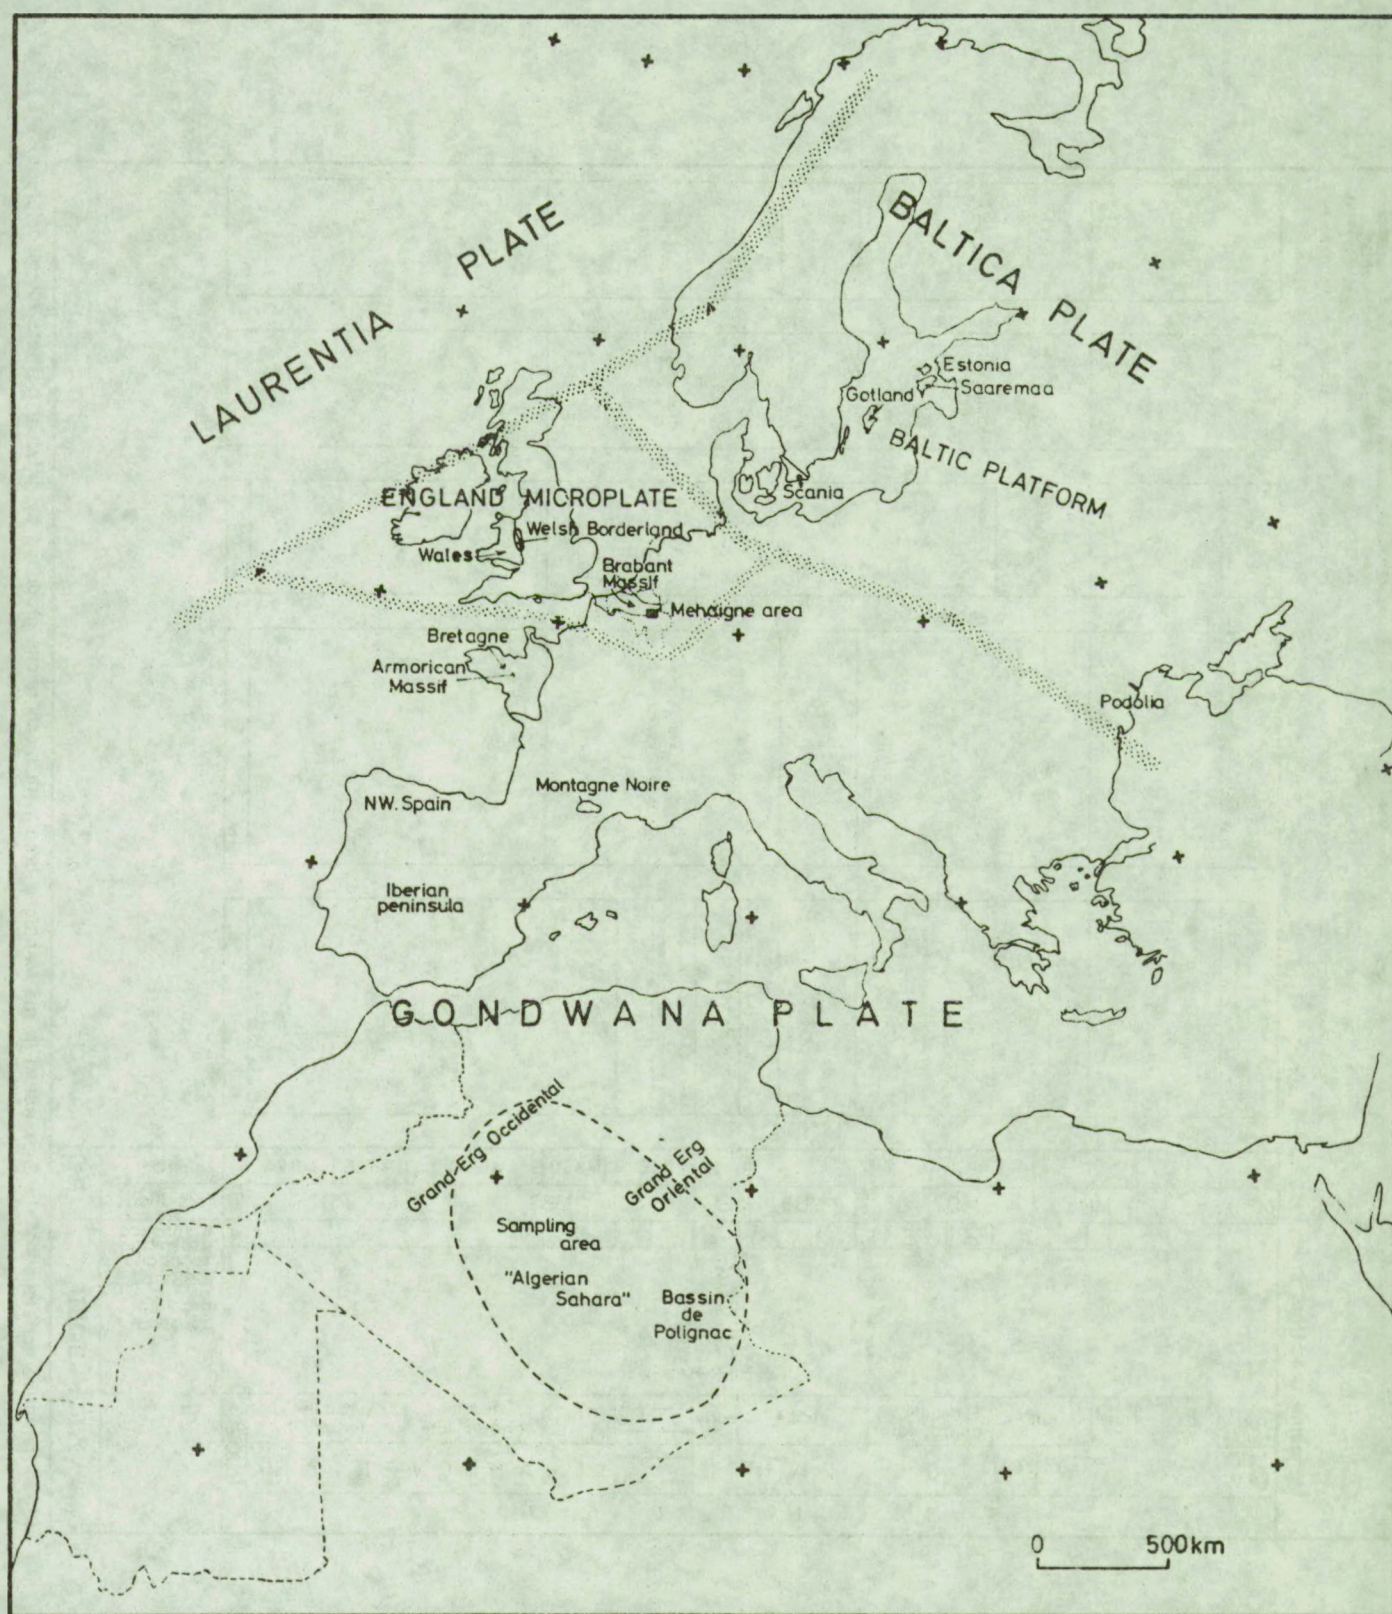 LAURENTIA PLATE
BALTICA PLATE
Estonia
Saaremaa
Gotland
BALTIC PLATFORM
Scania
ENGLAND MICROPLATE
Welsh Borderland
Wales
Brabant
Massif
Mehaigne area
Bretagne
Armorican
Massif
Podolia
Montagne Noire
NW. Spain
Iberian
peninsula
GONDWANA PLATE
Grand Erg Occidental
Grand Erg
Oriental
Sampling
area
"Algerian
Sahara"
Bassin
de
Polignac
0 500km